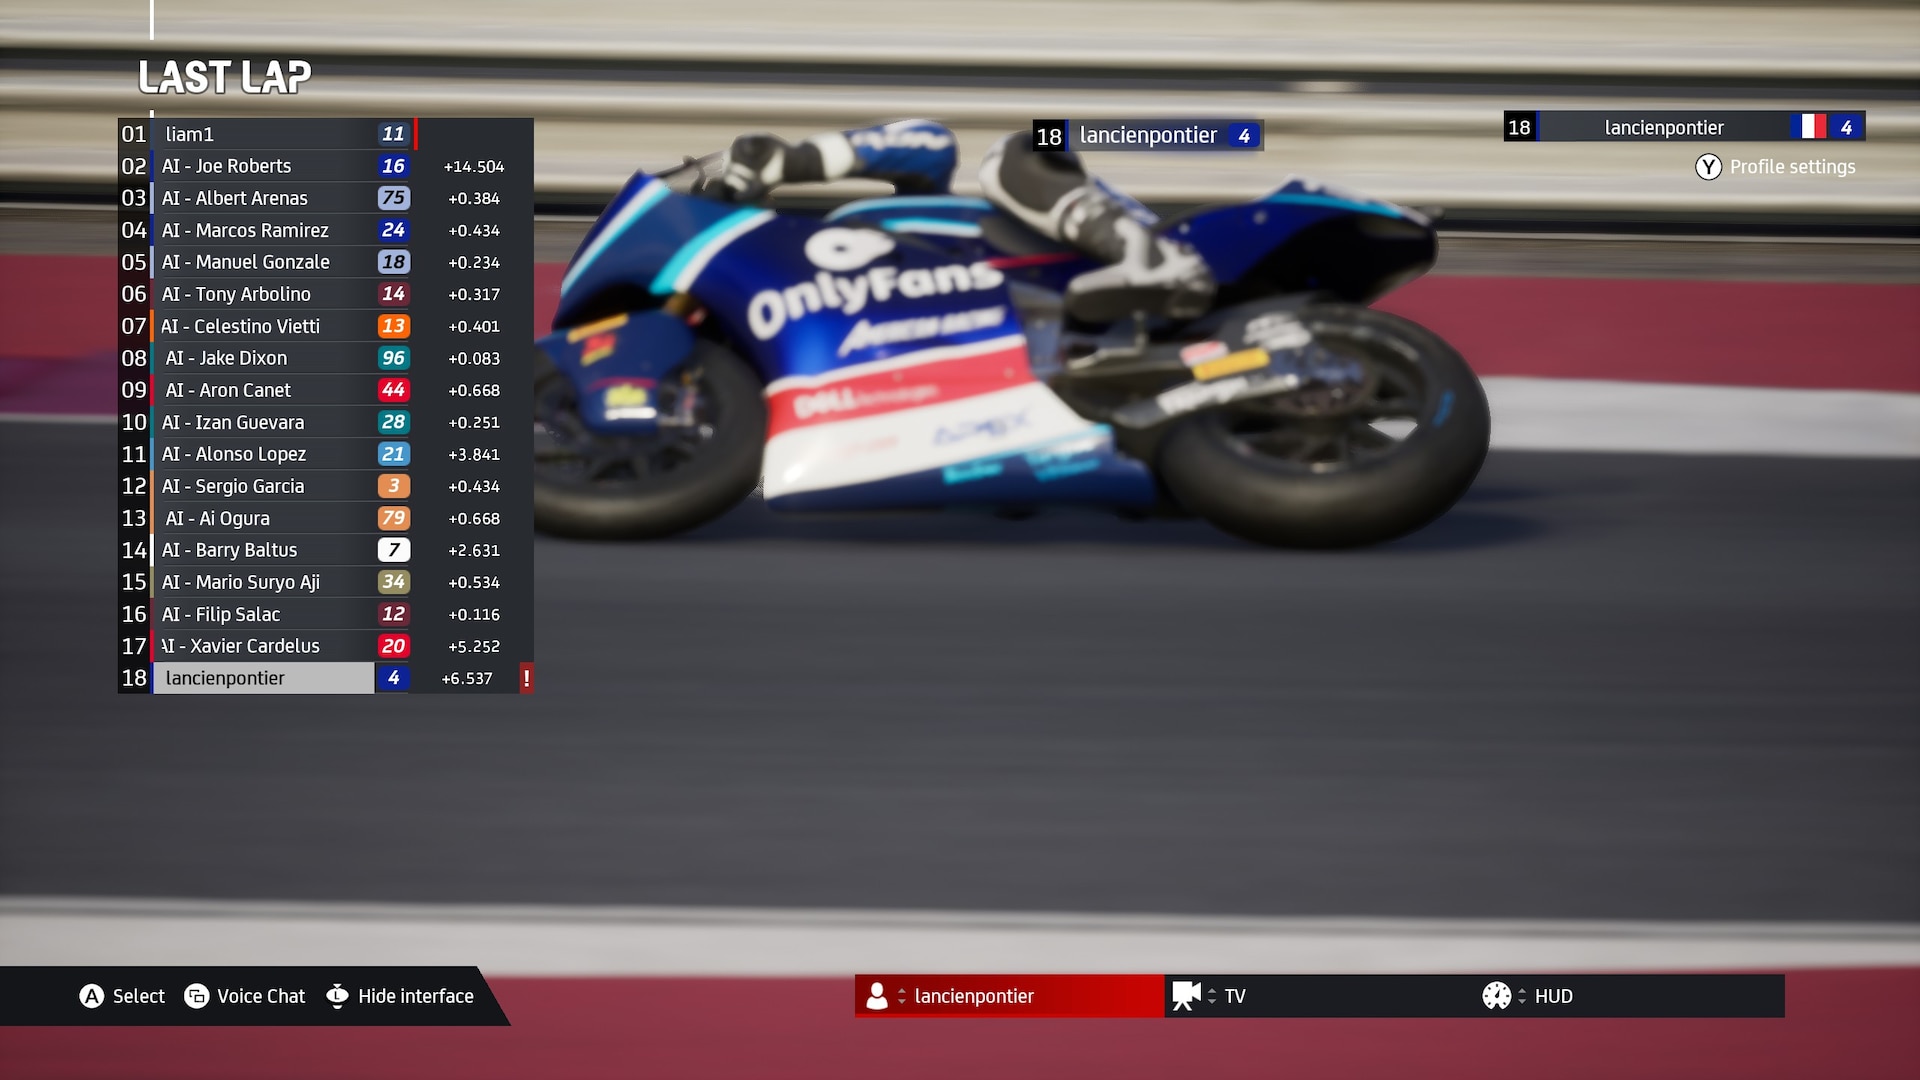 LAST LAP
01 liam1 11
02 AI - Joe Roberts 16 +14.504
03 AI - Albert Arenas 75 +0.384
04 AI - Marcos Ramirez 24 +0.434
05 AI - Manuel Gonzale 18 +0.234
06 AI - Tony Arbolino 14 +0.317
07 AI - Celestino Vietti 13 +0.401
08 AI - Jake Dixon 96 +0.083
09 AI - Aron Canet 44 +0.668
10 AI - Izan Guevara 28 +0.251
11 AI - Alonso Lopez 21 +3.841
12 AI - Sergio Garcia 3 +0.434
13 AI - Ai Ogura 79 +0.668
14 AI - Barry Baltus 7 +2.631
15 AI - Mario Suryo Aji 34 +0.534
16 AI - Filip Salac 12 +0.116
17 AI - Xavier Cardelus 20 +5.252
18 lancienpontier 4 +6.537 !
18 lancienpontier 4
18 lancienpontier 4
Y Profile settings
OnlyFans
DELL Technologies
A Select Voice Chat L Hide interface
lancienpontier TV HUD